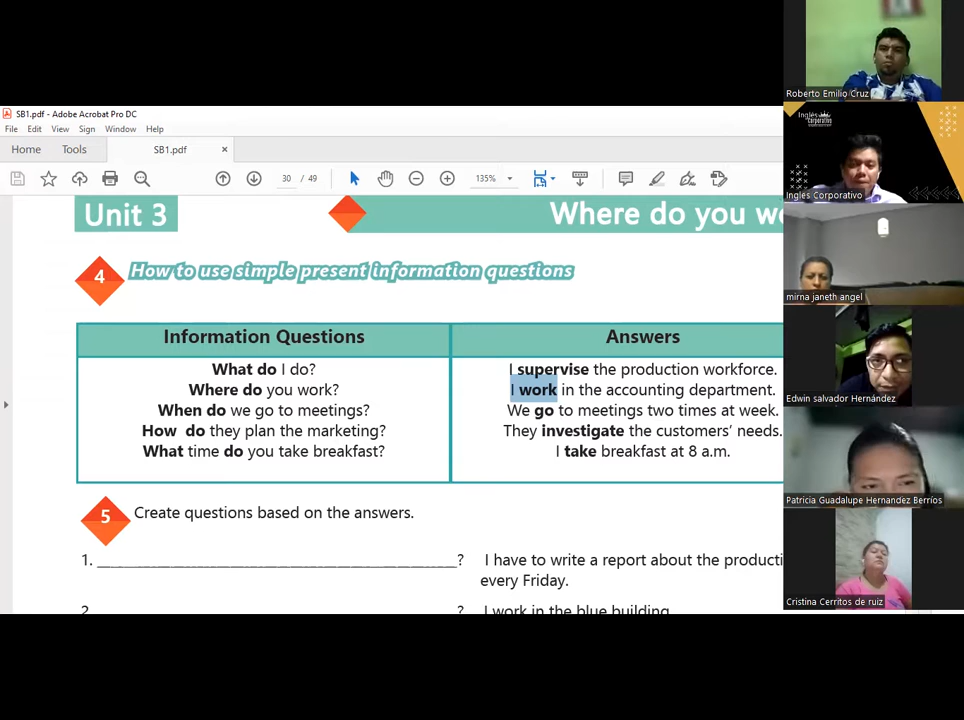 SB1.pdf - Adobe Acrobat Pro DC
File Edit View Sign Window Help
Home Tools SB1.pdf ×
30 / 49 135%
Unit 3
Where do you w
4
How to use simple present information questions
Information Questions
Answers
What do I do?
I supervise the production workforce.
Where do you work?
I work in the accounting department.
When do we go to meetings?
We go to meetings two times at week.
How do they plan the marketing?
They investigate the customers' needs.
What time do you take breakfast?
I take breakfast at 8 a.m.
5
Create questions based on the answers.
1. ?
I have to write a report about the producti
every Friday.
2 ?
I work in the blue building
Roberto Emilio Cruz
Inglés
Corporativo
Inglés Corporativo
mirna janeth angel
Edwin salvador Hernández
Patricia Guadalupe Hernandez Berríos
Cristina Cerritos de ruiz